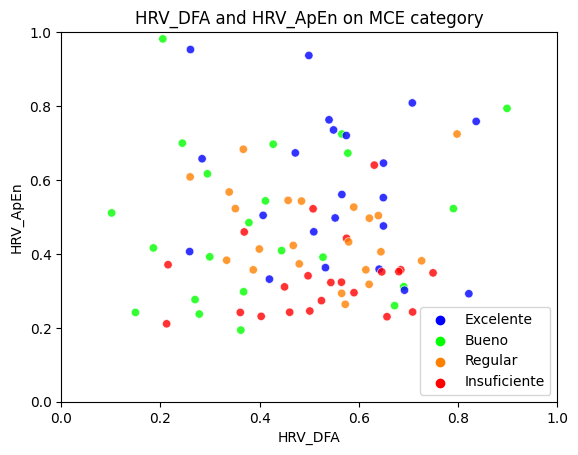 HRV_DFA and HRV_ApEn on MCE category
1.0
0.8
0.6
0.4
0.2
0.0
HRV_ApEn
Excelente
Bueno
Regular
Insuficiente
0.0 0.2 0.4 0.6 0.8 1.0
HRV_DFA